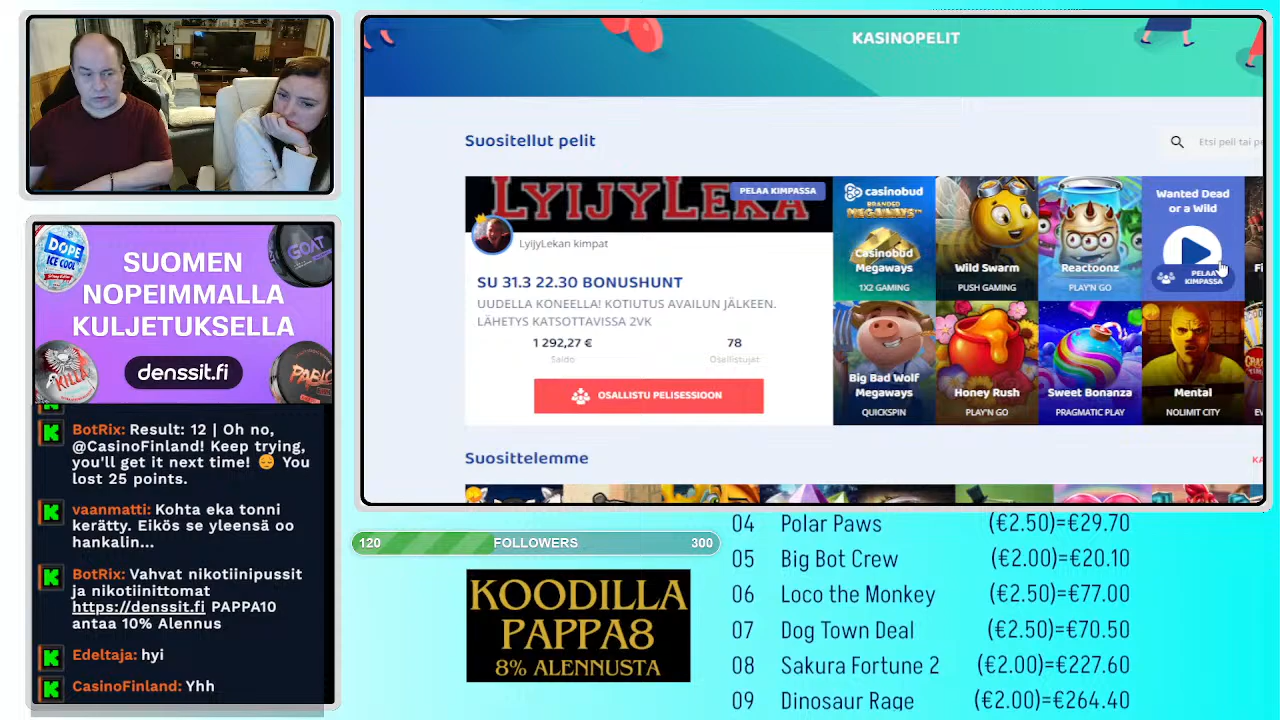 KASINOPELIT
Suositellut pelit
Etsi peli tai pe
LYIJYLEKA
PELAA KIMPASSA
LyijyLekan kimpat
SU 31.3 22.30 BONUSHUNT
UUDELLA KONEELLA! KOTIUTUS AVAILUN JÄLKEEN.
LÄHETYS KATSOTTAVISSA 2VK
1 292,27 €
78
Saldo
Osallistujat
OSALLISTU PELISESSIOON
casinobud
BRANDED
MEGAWAYS
Casinobud
Megaways
1X2 GAMING
Wild Swarm
PUSH GAMING
Reactoonz
PLAY'N GO
Wanted Dead
or a Wild
PELAA
KIMPASSA
Big Bad Wolf
Megaways
QUICKSPIN
Honey Rush
PLAY'N GO
Sweet Bonanza
PRAGMATIC PLAY
Mental
NOLIMIT CITY
Suosittelemme
DOPE
ICE COOL
GOAT
SUOMEN
NOPEIMMALLA
KULJETUKSELLA
KILLA
denssit.fi
PABLO
BotRix: Result: 12 | Oh no,
@CasinoFinland! Keep trying,
you'll get it next time! 😔 You
lost 25 points.
vaanmatti: Kohta eka tonni
kerätty. Eikös se yleensä oo
hankalin...
BotRix: Vahvat nikotiinipussit
ja nikotiinittomat
https://denssit.fi PAPPA10
antaa 10% Alennus
Edeltaja: hyi
CasinoFinland: Yhh
120
FOLLOWERS
300
KOODILLA
PAPPA8
8% ALENNUSTA
04 Polar Paws (€2.50)=€29.70
05 Big Bot Crew (€2.00)=€20.10
06 Loco the Monkey (€2.50)=€77.00
07 Dog Town Deal (€2.50)=€70.50
08 Sakura Fortune 2 (€2.00)=€227.60
09 Dinosaur Rage (€2.00)=€264.40